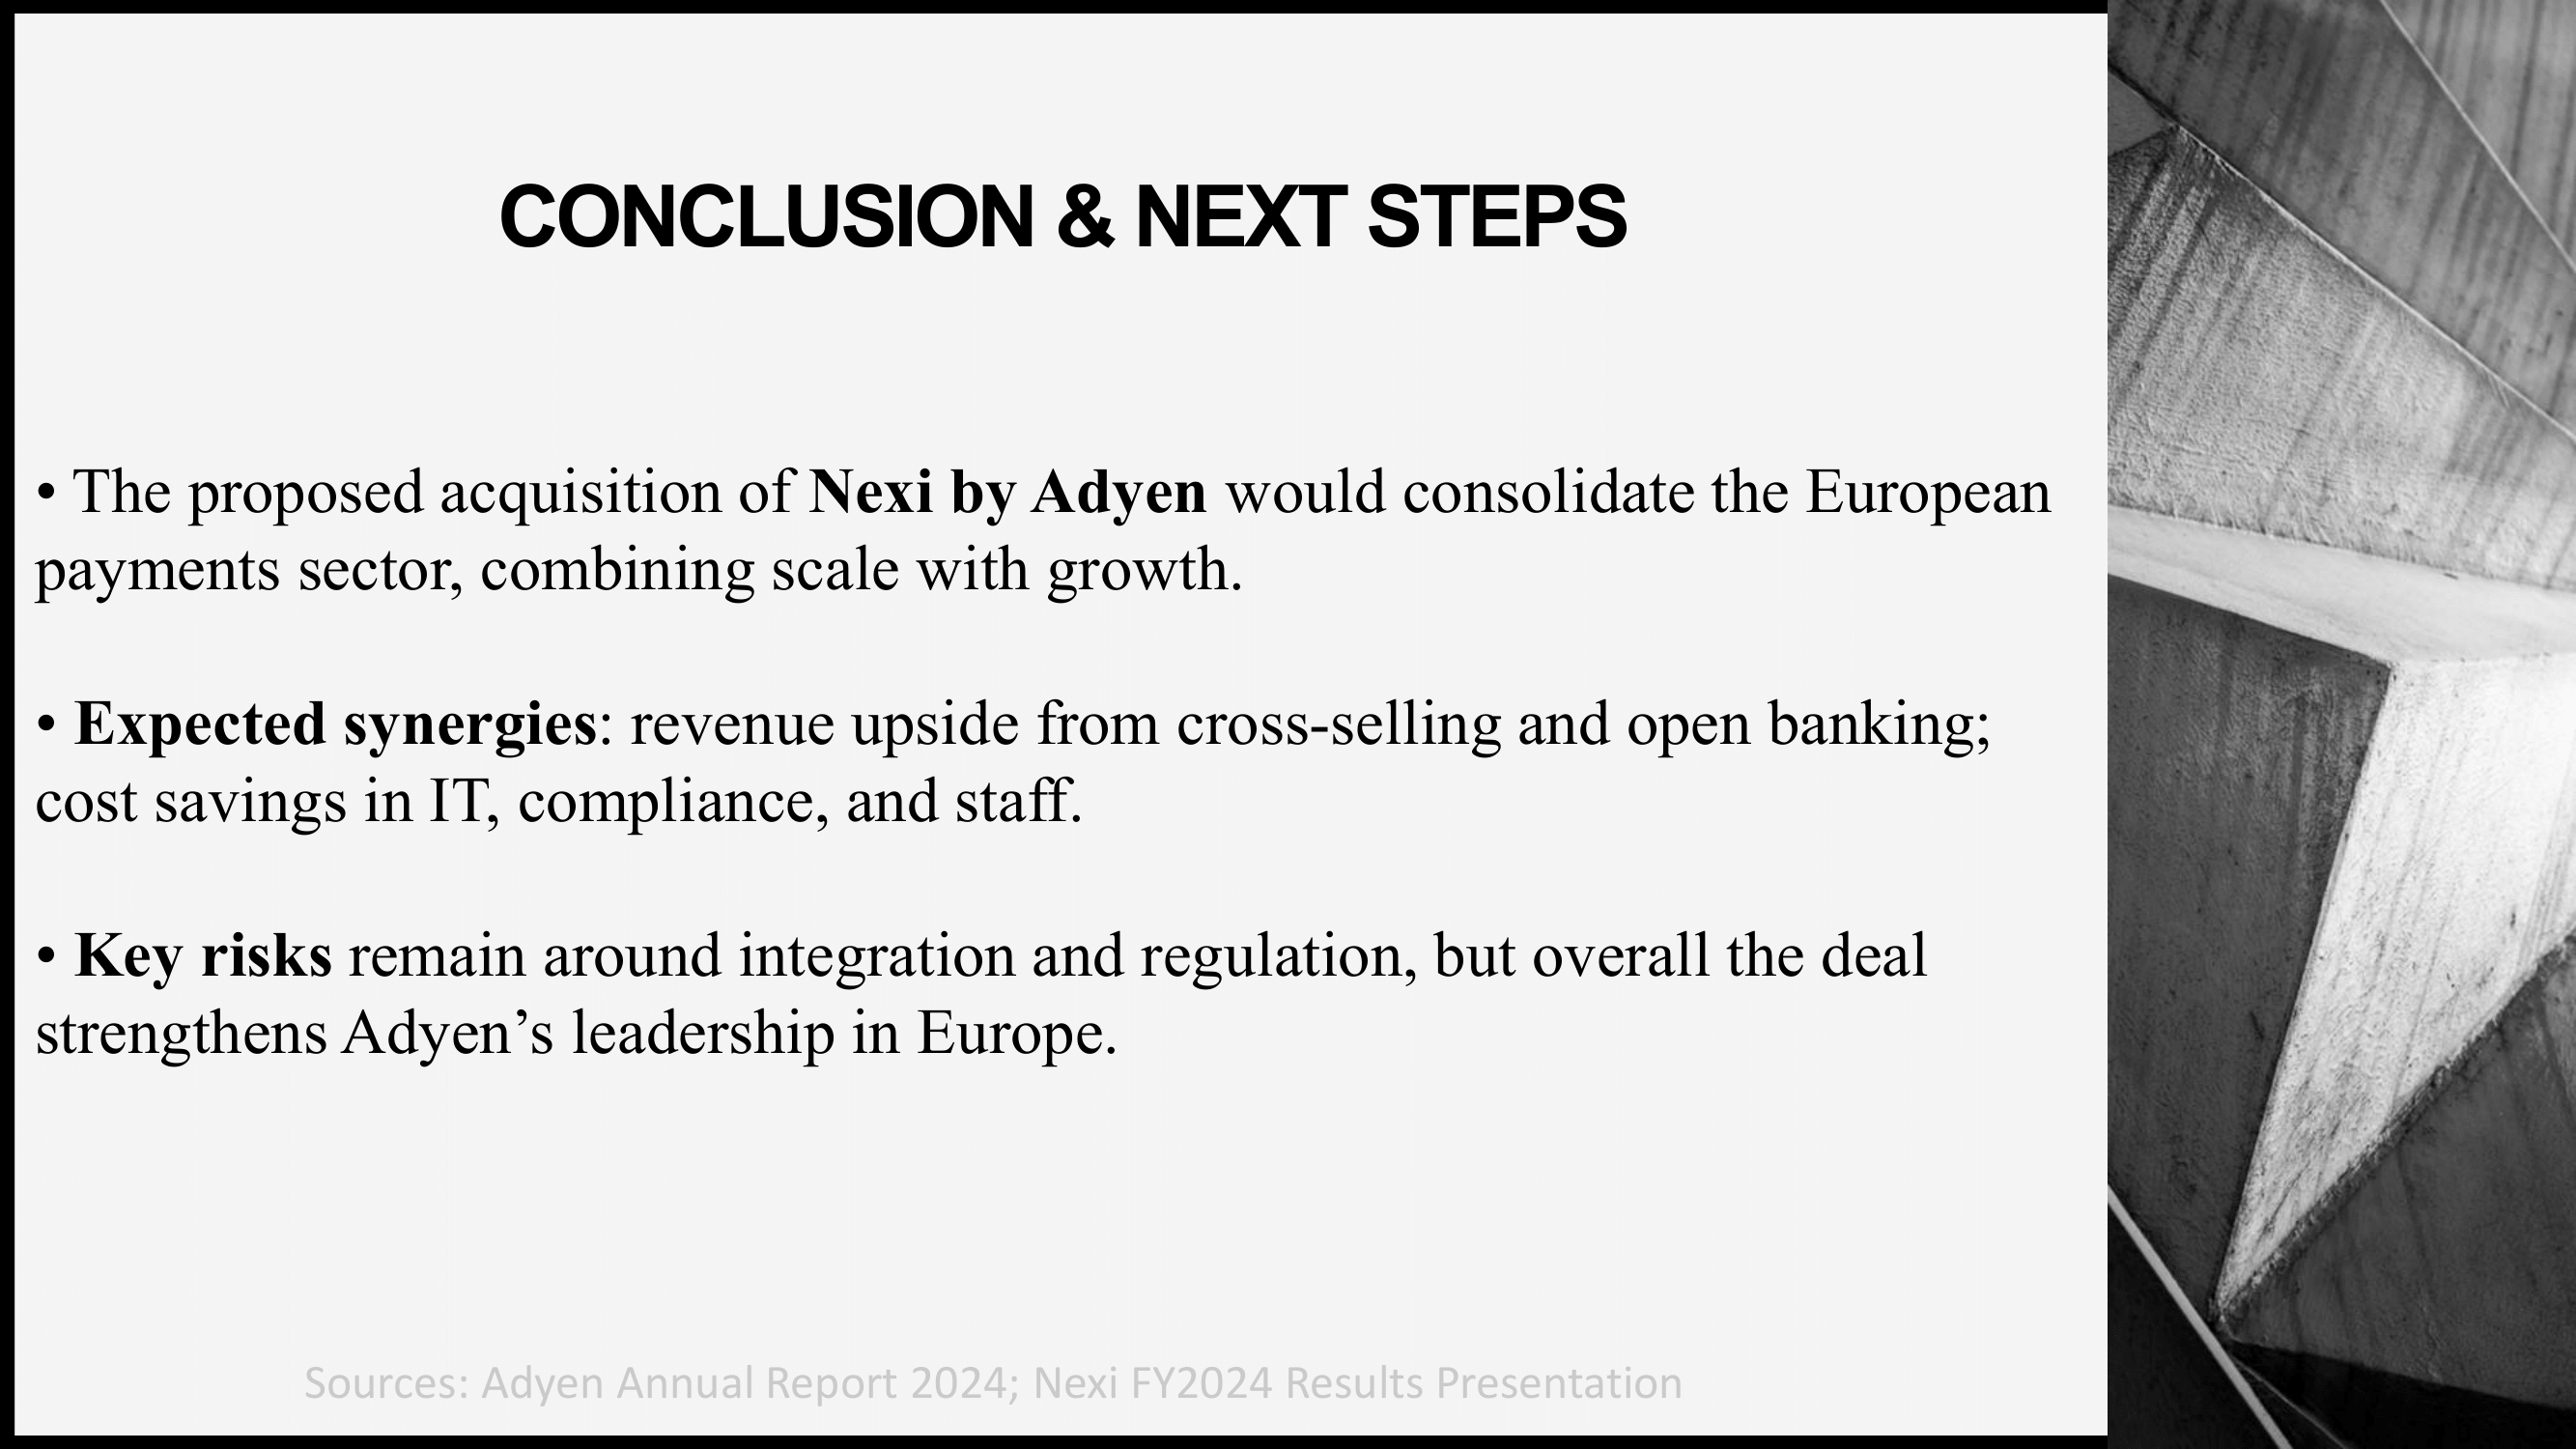 CONCLUSION & NEXT STEPS
• The proposed acquisition of Nexi by Adyen would consolidate the European
payments sector, combining scale with growth.
• Expected synergies: revenue upside from cross-selling and open banking;
cost savings in IT, compliance, and staff.
• Key risks remain around integration and regulation, but overall the deal
strengthens Adyen’s leadership in Europe.
Sources: Adyen Annual Report 2024; Nexi FY2024 Results Presentation